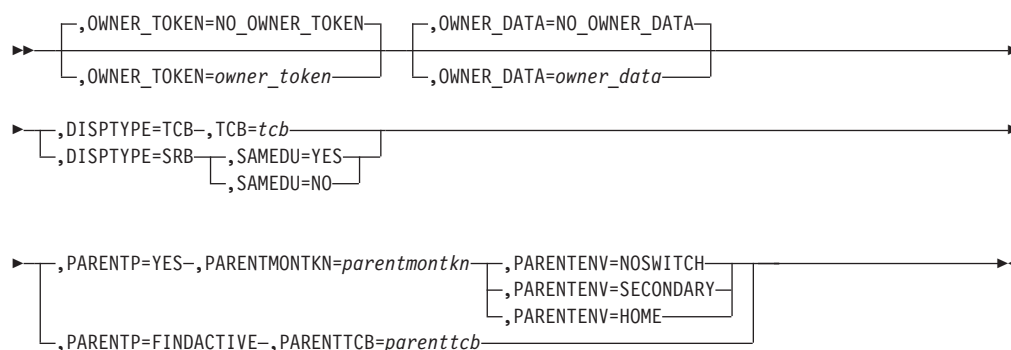 ,OWNER_TOKEN=NO_OWNER_TOKEN ,OWNER_DATA=NO_OWNER_DATA
,OWNER_TOKEN=owner_token ,OWNER_DATA=owner_data
,DISPTYPE=TCB ,TCB=tcb
,DISPTYPE=SRB ,SAMEDU=YES
,SAMEDU=NO
,PARENTP=YES ,PARENTMONTKN=parentmontkn ,PARENTENV=NOSWITCH
,PARENTENV=SECONDARY
,PARENTENV=HOME
,PARENTP=FINDACTIVE ,PARENTTCB=parenttcb